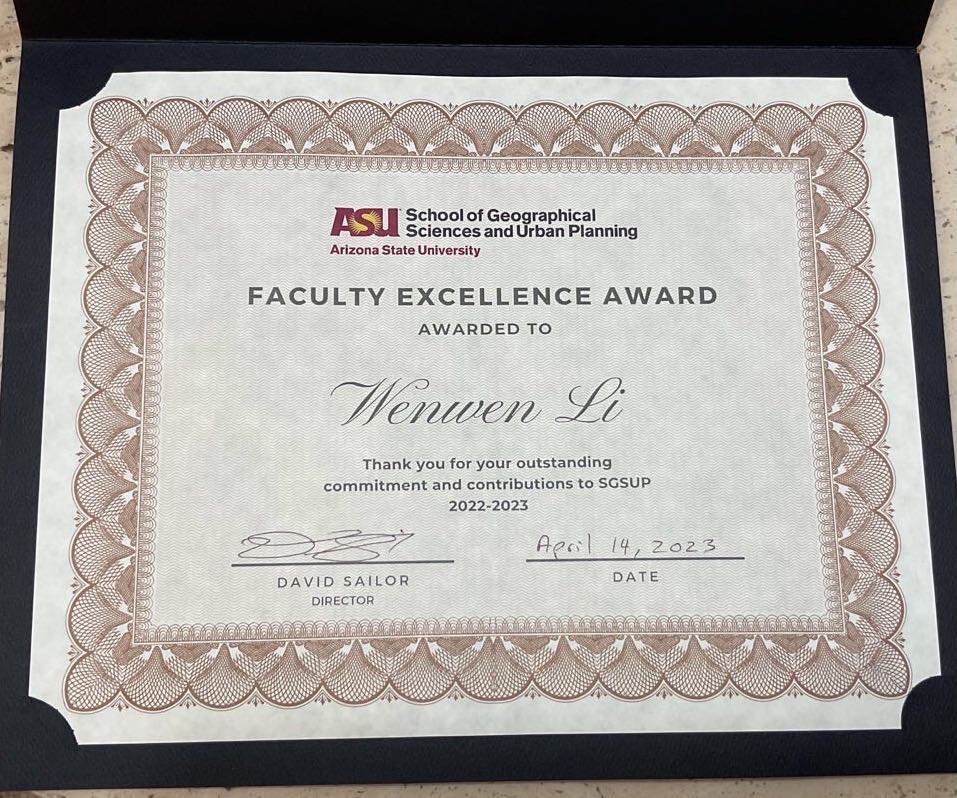 ASU School of Geographical
Sciences and Urban Planning
Arizona State University
FACULTY EXCELLENCE AWARD
AWARDED TO
Wenwen Li
Thank you for your outstanding
commitment and contributions to SGSUP
2022-2023
April 14, 2023
DAVID SAILOR
DATE
DIRECTOR